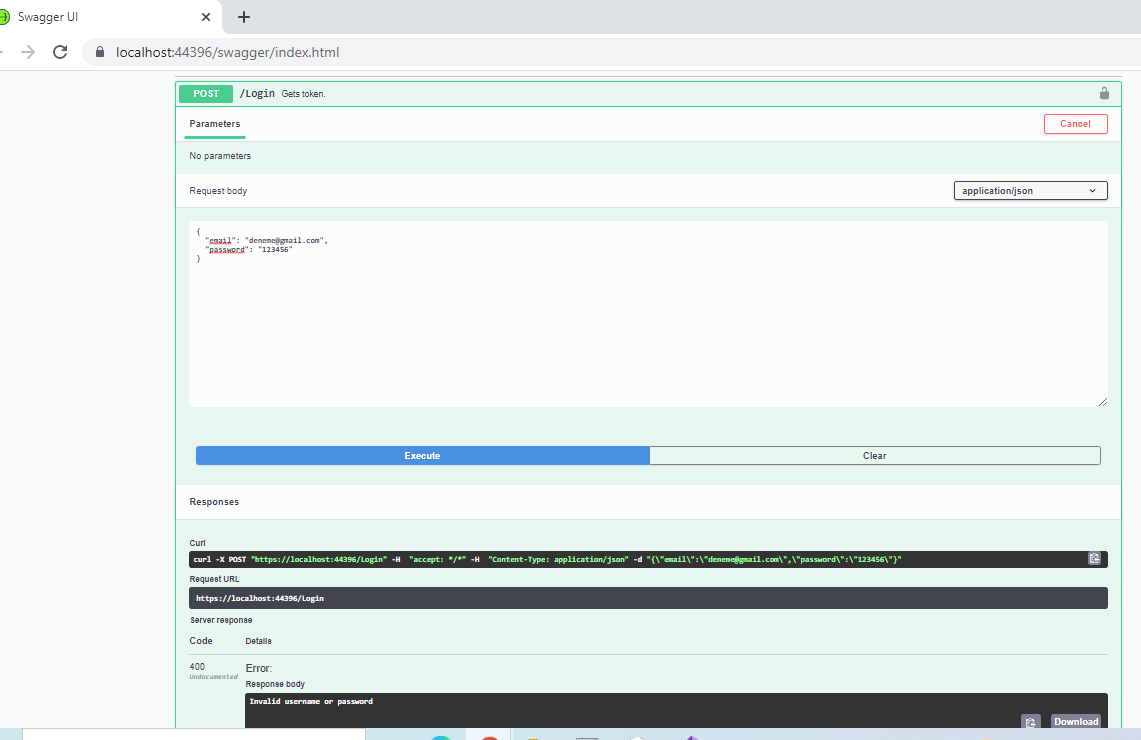 Swagger UI
localhost:44396/swagger/index.html
POST /Login Gets token.
Parameters
Cancel
No parameters
Request body
application/json
{
"email": "deneme@gmail.com",
"password": "123456"
}
Execute
Clear
Responses
Curl
curl -X POST "https://localhost:44396/Login" -H  "accept: */*" -H  "Content-Type: application/json" -d "{\"email\":\"deneme@gmail.com\",\"password\":\"123456\"}"
Request URL
https://localhost:44396/Login
Server response
Code Details
400
Undocumented
Error:
Response body
Invalid username or password
Download